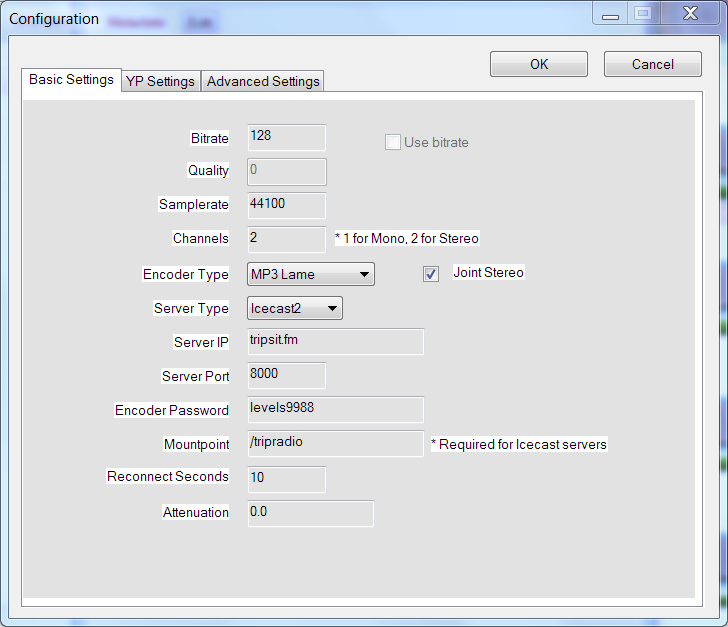 Configuration
OK Cancel
Basic Settings YP Settings Advanced Settings
Bitrate 128 Use bitrate
Quality 0
Samplerate 44100
Channels 2 * 1 for Mono, 2 for Stereo
Encoder Type MP3 Lame Joint Stereo
Server Type Icecast2
Server IP tripsit.fm
Server Port 8000
Encoder Password levels9988
Mountpoint /tripradio * Required for Icecast servers
Reconnect Seconds 10
Attenuation 0.0